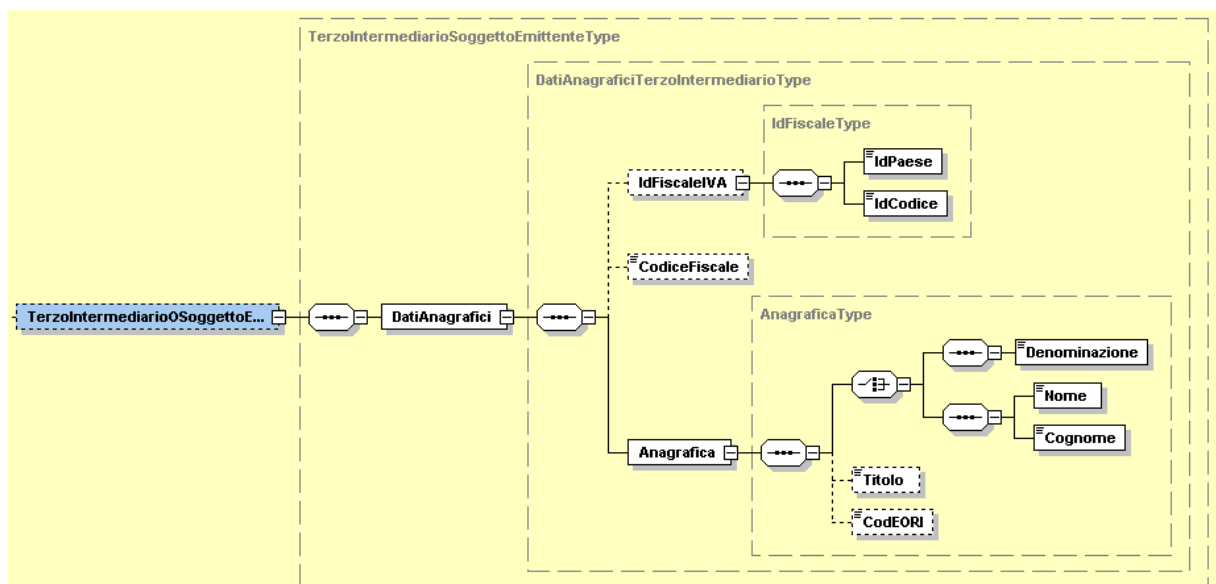 TerzoIntermediarioSoggettoEmittenteType
DatiAnagraficiTerzoIntermediarioType
IdFiscaleType
IdPaese
IdFiscaleIVA
IdCodice
CodiceFiscale
TerzoIntermediarioOSoggettoE...
DatiAnagrafici
AnagraficaType
Denominazione
Nome
Cognome
Anagrafica
Titolo
CodEORI